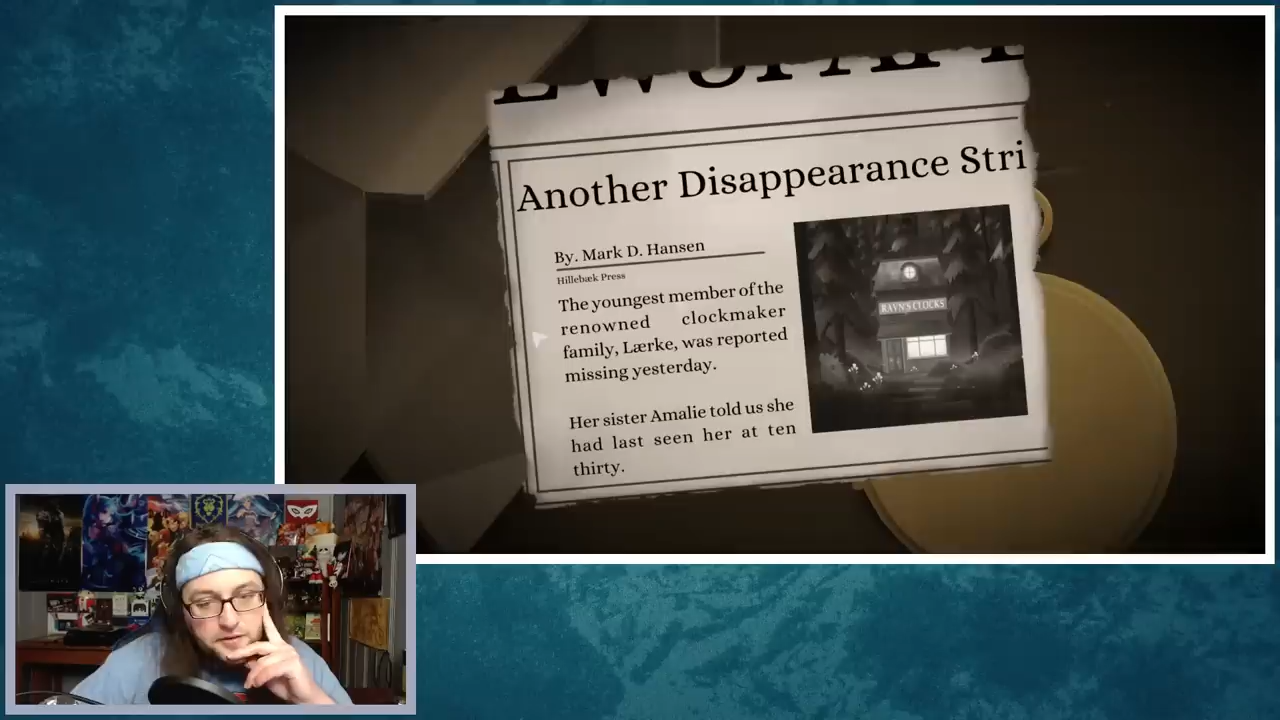 Another Disappearance Stri
By. Mark D. Hansen
Hillebæk Press
The youngest member of the
renowned clockmaker
family, Lærke, was reported
missing yesterday.
Her sister Amalie told us she
had last seen her at ten
thirty.
RAVN'S CLOCKS